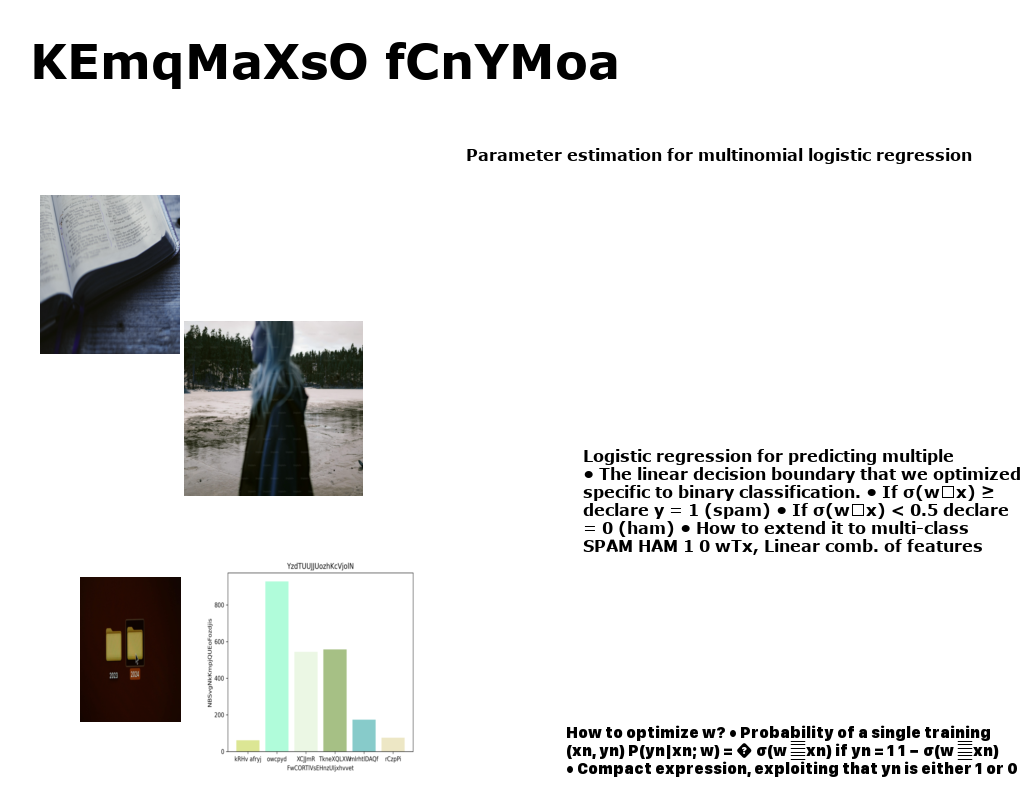 KEmqMaXsO fCnYMoa
Parameter estimation for multinomial logistic regression
Logistic regression for predicting multiple
• The linear decision boundary that we optimized
specific to binary classification. • If σ(w□x) ≥
declare y = 1 (spam) • If σ(w□x) < 0.5 declare
= 0 (ham) • How to extend it to multi-class
SPAM HAM 1 0 wTx, Linear comb. of features
2023 2024
YzdTUUJJUozhKcVjoIN
800
600
400
200
0
kRHv afryj owcpyd XCJJmR rCzpPi
FwCORTIVsEHnzUIjxhvvet
How to optimize w? • Probability of a single training
(xn, yn) P(yn|xn; w) = � σ(w xn) if yn = 1 1 − σ(w xn)
• Compact expression, exploiting that yn is either 1 or 0